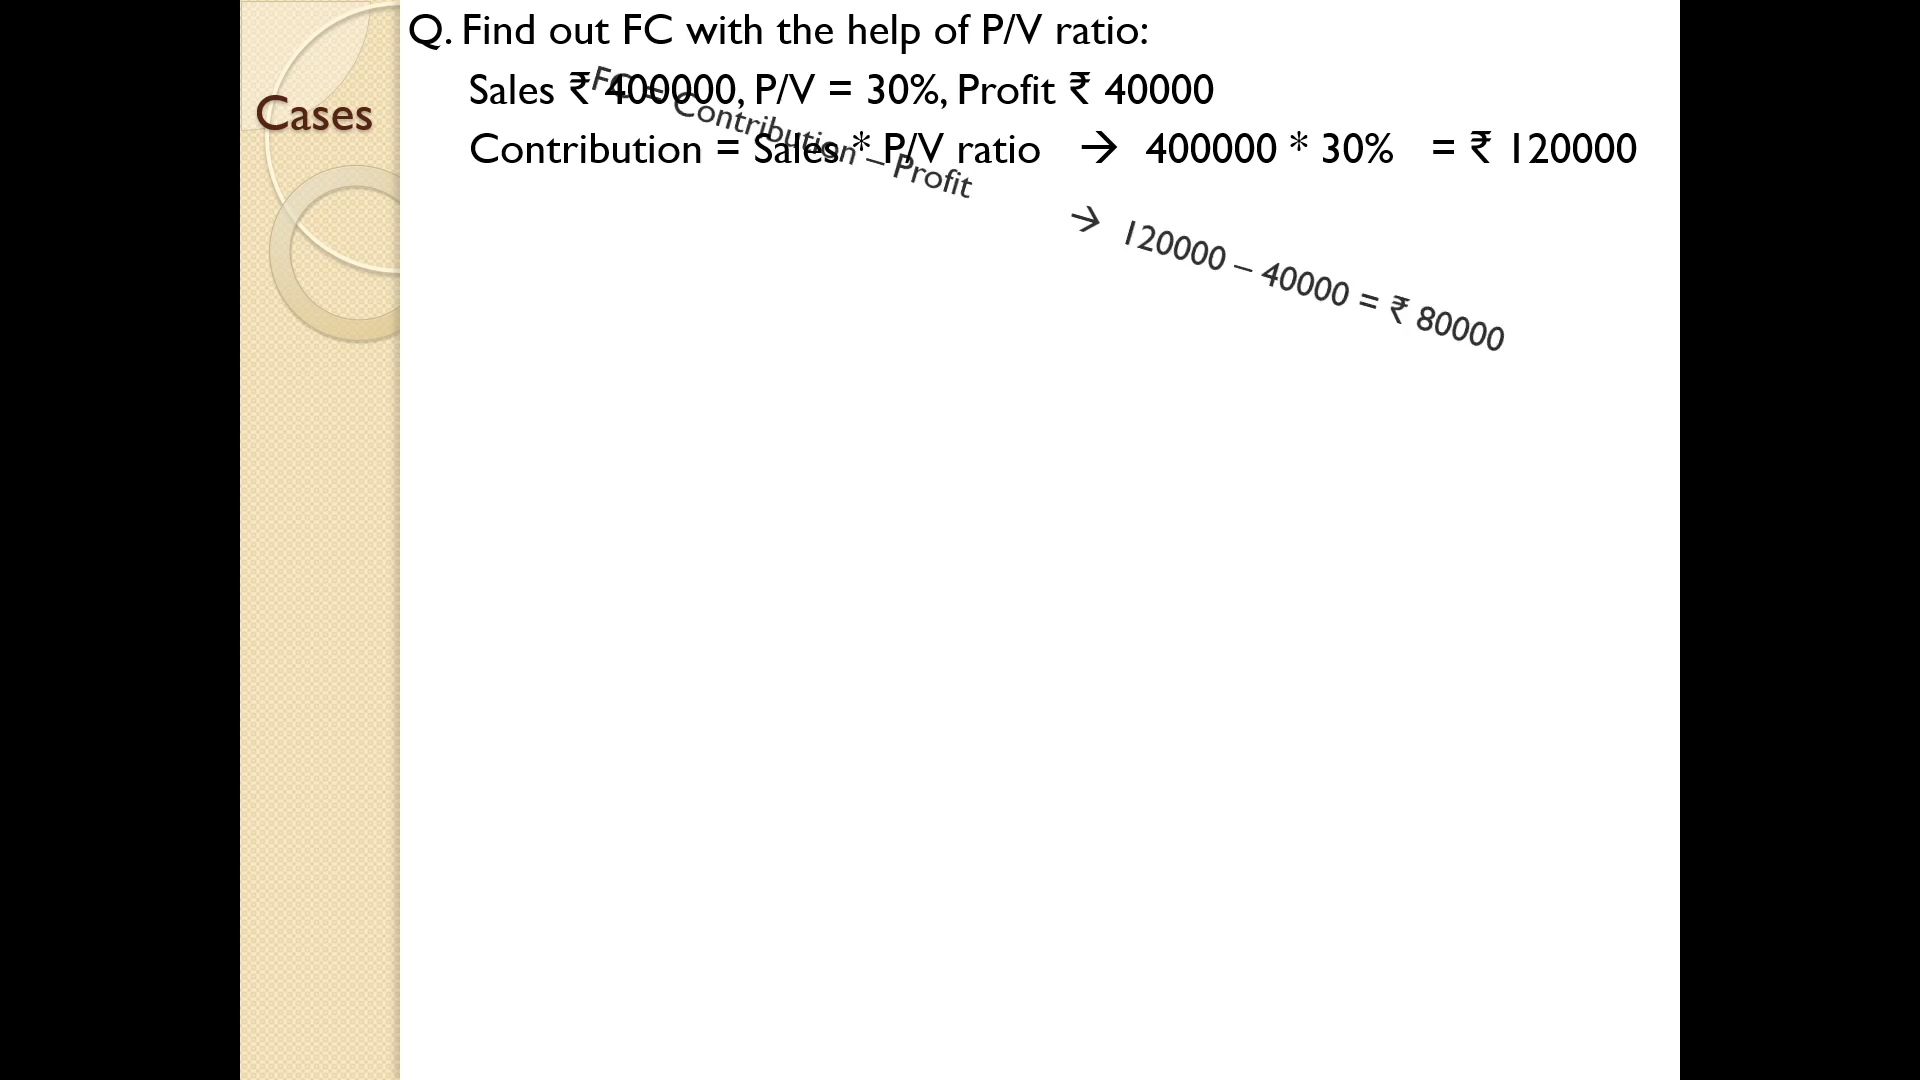 Cases
Q. Find out FC with the help of P/V ratio:
Sales ₹ 400000, P/V = 30%, Profit ₹ 40000
Contribution = Sales * P/V ratio → 400000 * 30% = ₹ 120000
FC = Contribution – Profit → 120000 – 40000 = ₹ 80000